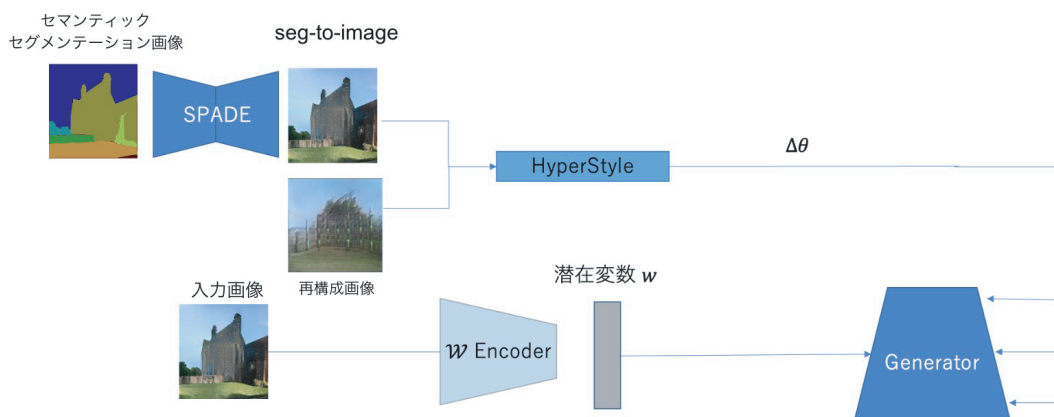 セマンティック
セグメンテーション画像
seg-to-image
SPADE
HyperStyle
Δθ
再構成画像
入力画像
潜在変数 w
𝒲 Encoder
Generator